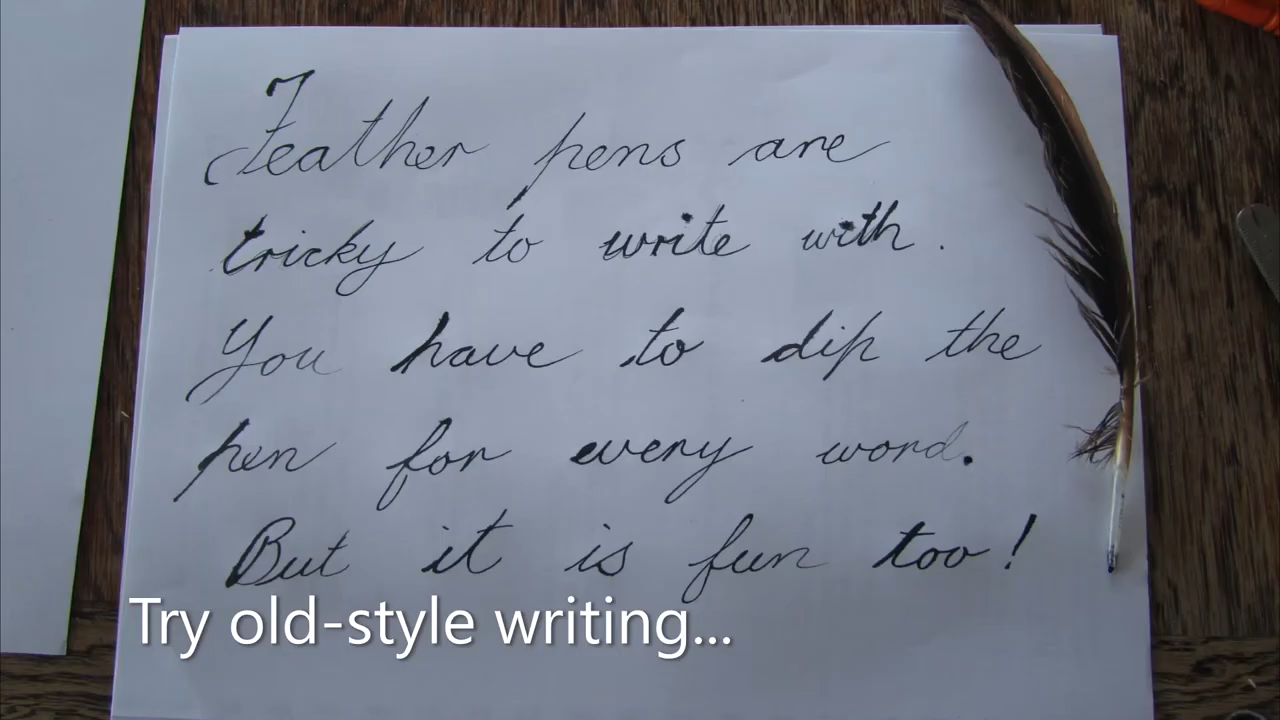 Feather pens are
tricky to write with.
You have to dip the
pen for every word.
But it is fun too!
Try old-style writing...